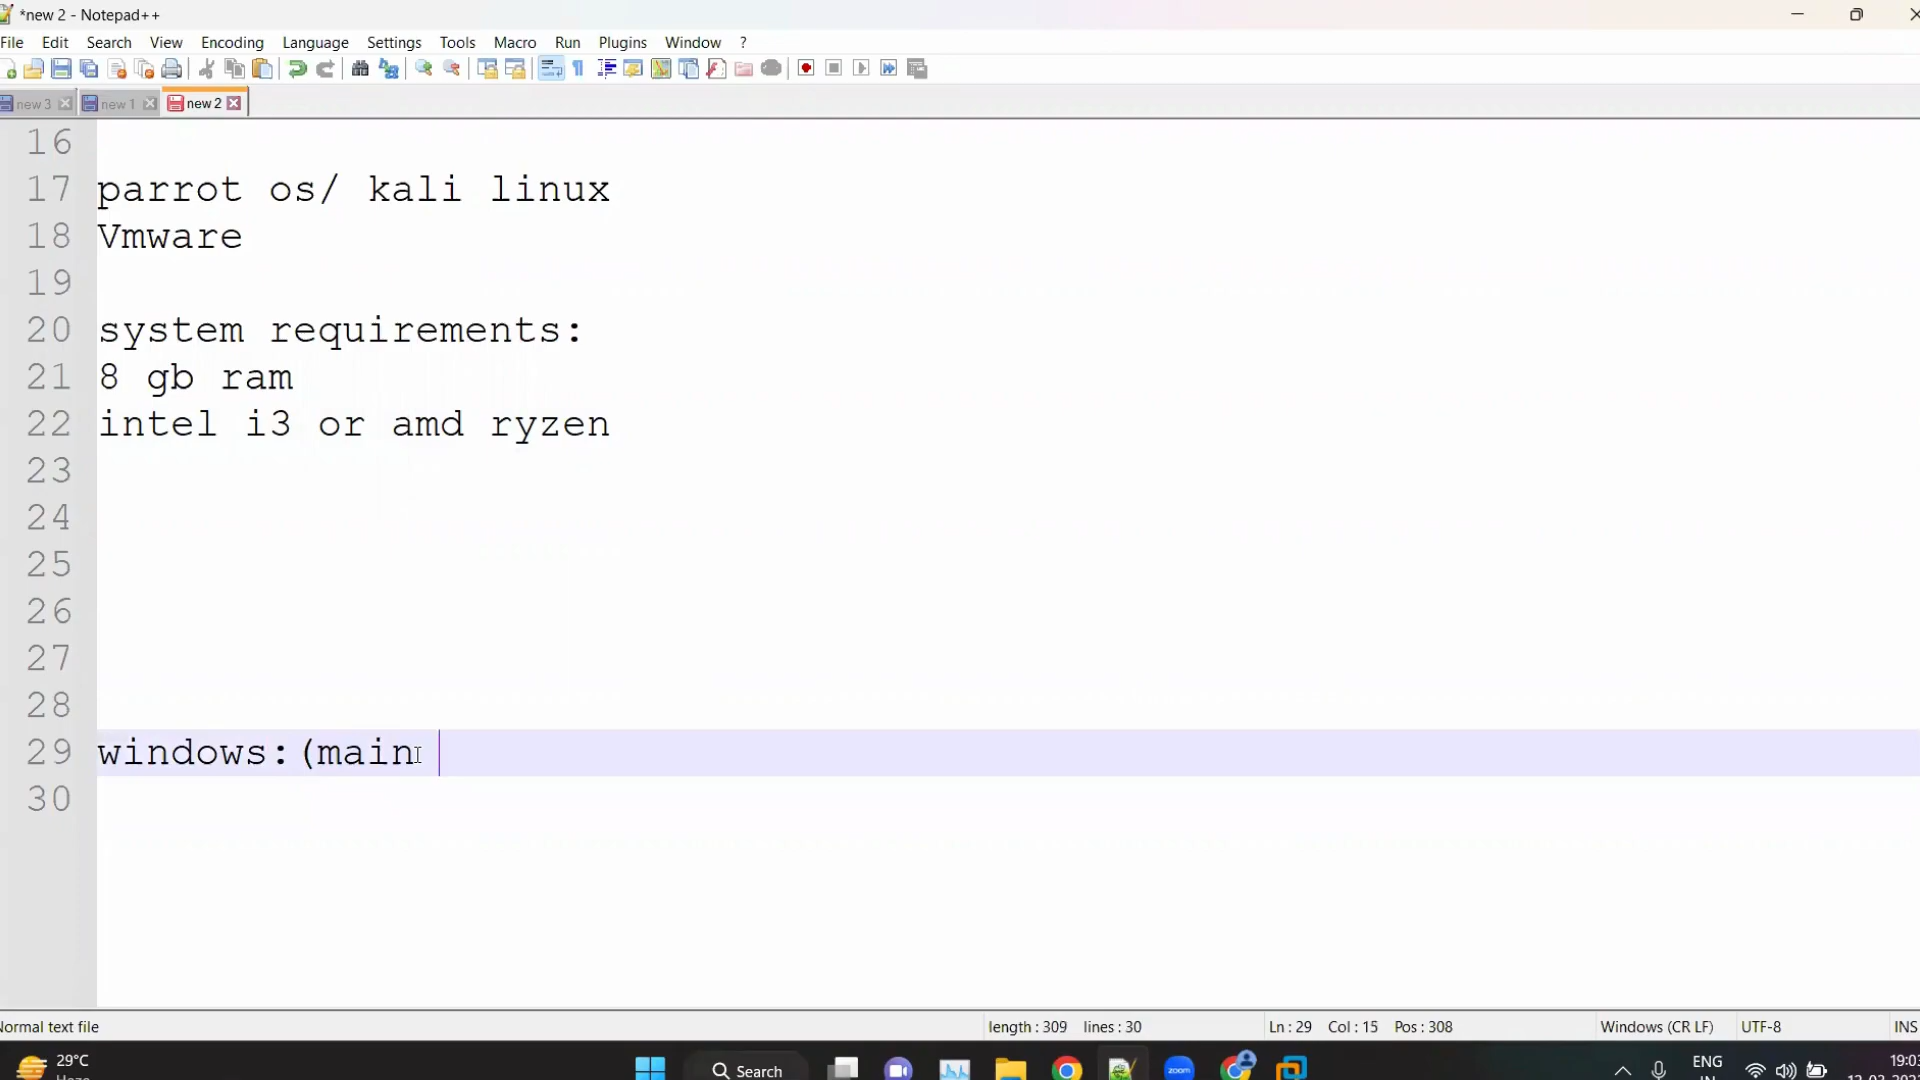 *new 2 - Notepad++
File Edit Search View Encoding Language Settings Tools Macro Run Plugins Window ?
new 3 new 1 new 2
16
17 parrot os/ kali linux
18 Vmware
19
20 system requirements:
21 8 gb ram
22 intel i3 or amd ryzen
23
24
25
26
27
28
29 windows:(main
30
Normal text file length : 309 lines : 30 Ln : 29 Col : 15 Pos : 308 Windows (CR LF) UTF-8 INS
29°C
Search
zoom
ENG
19:03